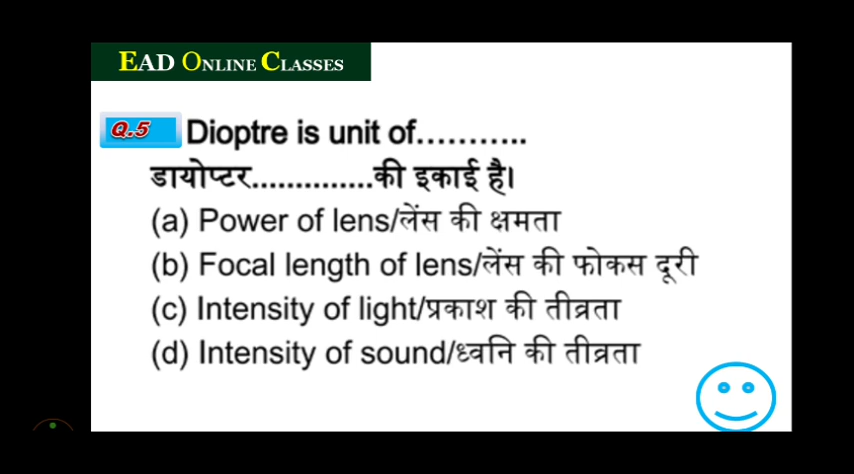 EAD ONLINE CLASSES
Q.5 Dioptre is unit of...........
डायोप्टर..............की इकाई है।
(a) Power of lens/लेंस की क्षमता
(b) Focal length of lens/लेंस की फोकस दूरी
(c) Intensity of light/प्रकाश की तीव्रता
(d) Intensity of sound/ध्वनि की तीव्रता